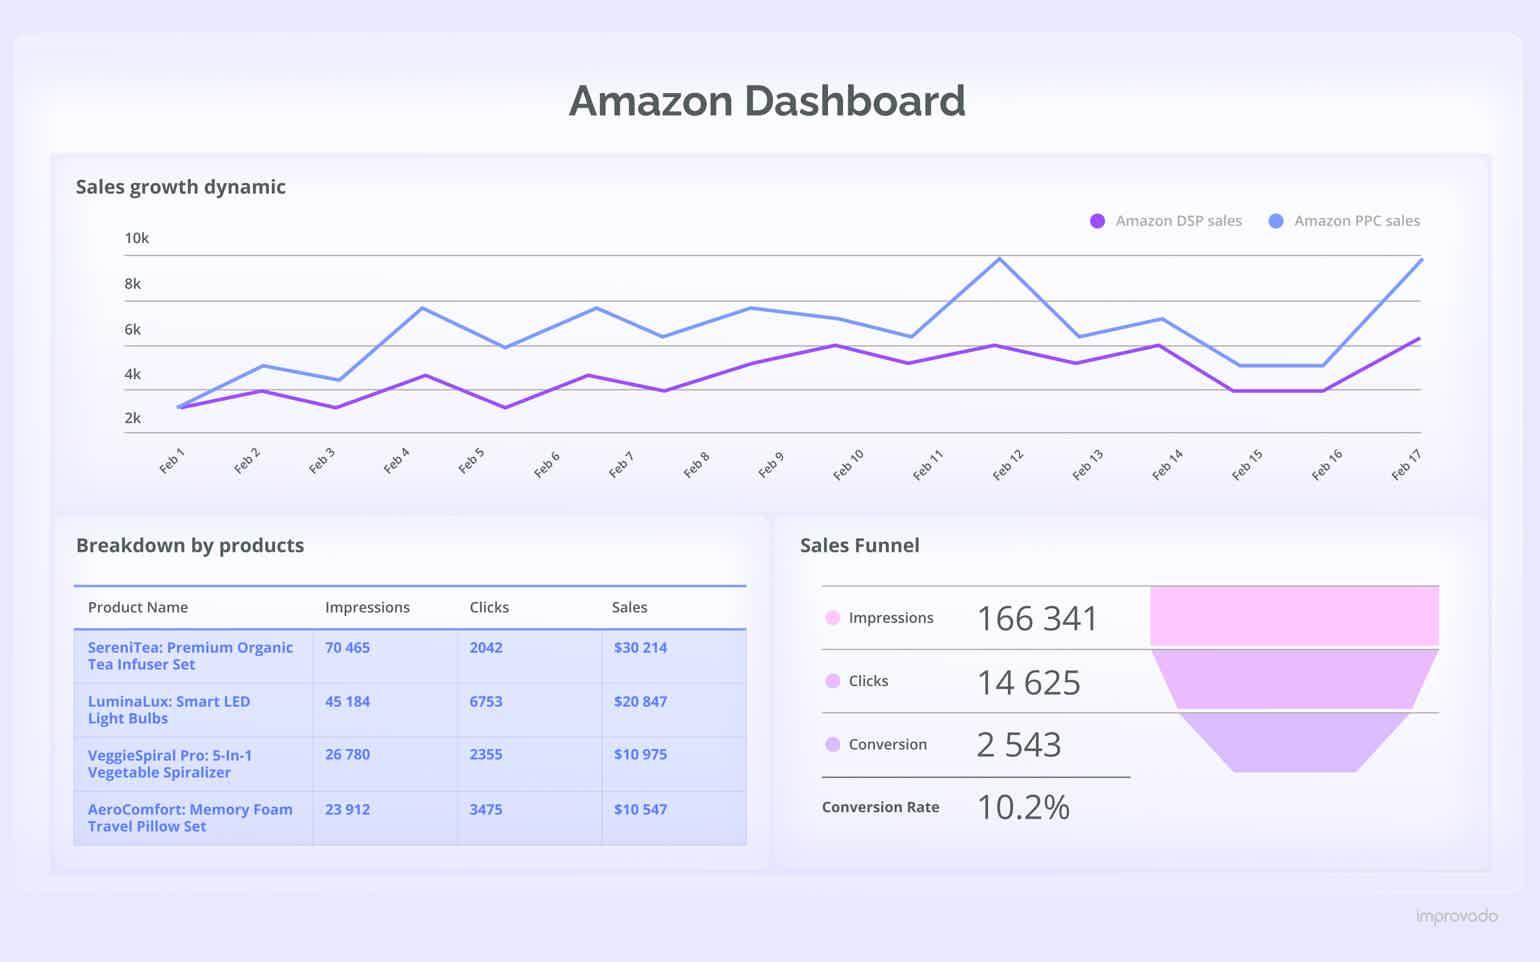 Amazon Dashboard
Sales growth dynamic
Amazon DSP sales
Amazon PPC sales
10k
8k
6k
4k
2k
Feb 1
Feb 2
Feb 3
Feb 4
Feb 5
Feb 6
Feb 7
Feb 8
Feb 9
Feb 10
Feb 11
Feb 12
Feb 13
Feb 14
Feb 15
Feb 16
Feb 17
Breakdown by products
Product Name Impressions Clicks Sales
SereniTea: Premium Organic 70 465 2042 $30 214
Tea Infuser Set
LuminaLux: Smart LED 45 184 6753 $20 847
Light Bulbs
VeggieSpiral Pro: 5-In-1 26 780 2355 $10 975
Vegetable Spiralizer
AeroComfort: Memory Foam 23 912 3475 $10 547
Travel Pillow Set
Sales Funnel
Impressions 166 341
Clicks 14 625
Conversion 2 543
Conversion Rate 10.2%
improvado